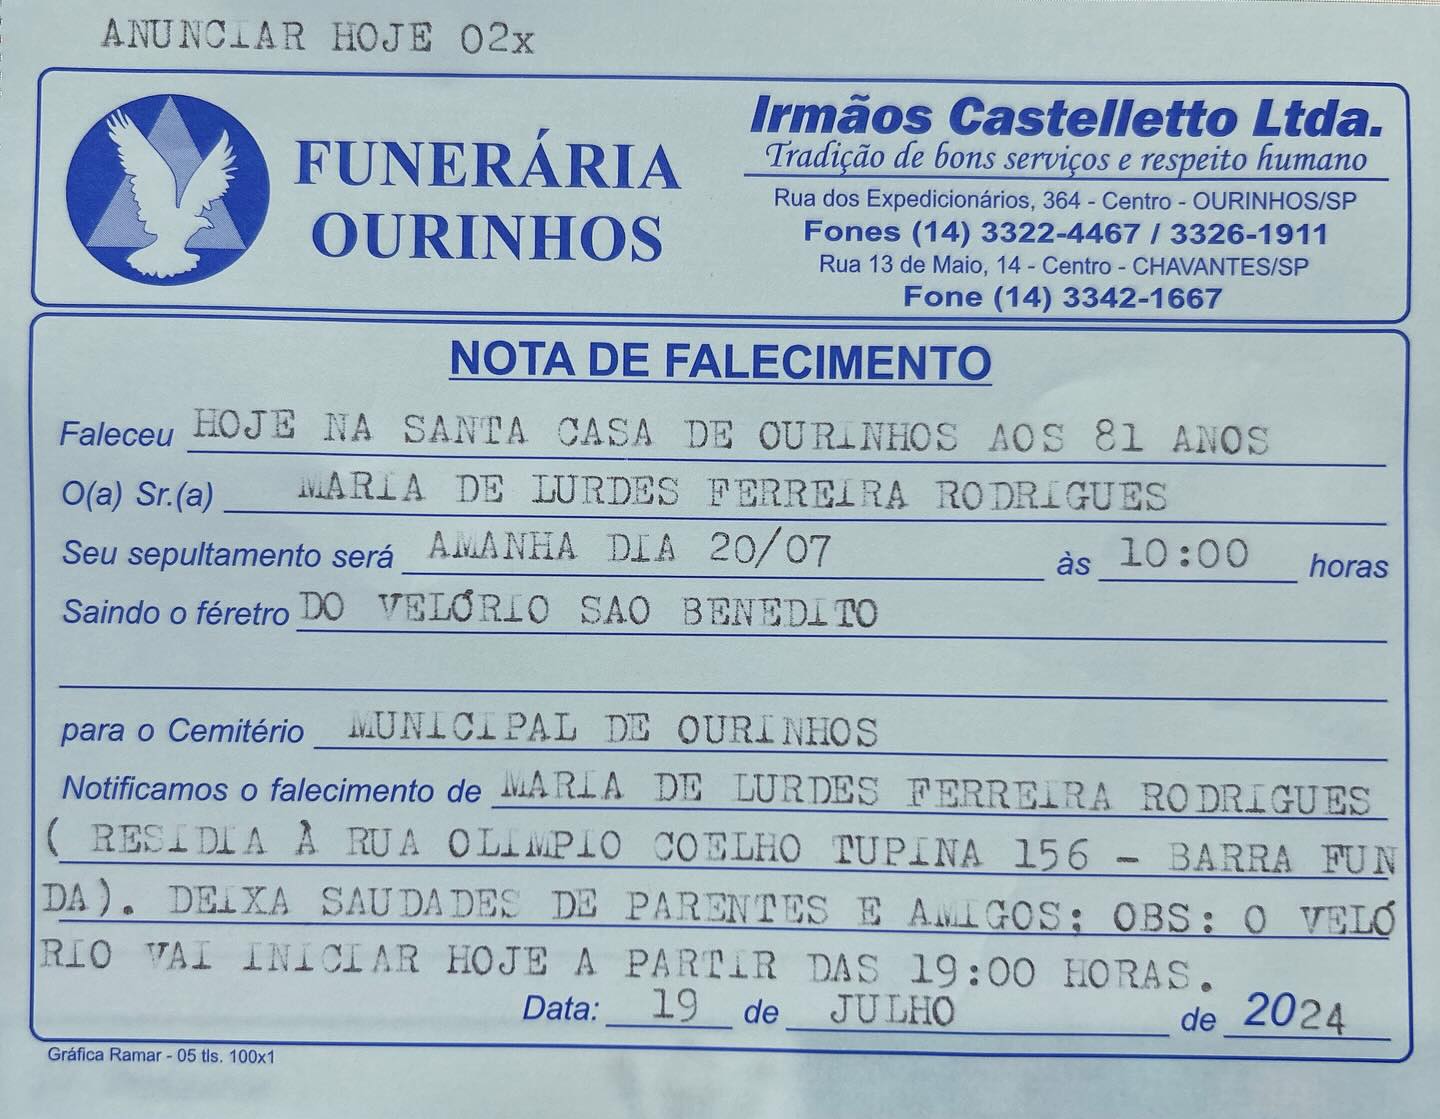 ANUNCIAR HOJE 02x
FUNERÁRIA
OURINHOS
Irmãos Castelletto Ltda.
Tradição de bons serviços e respeito humano
Rua dos Expedicionários, 364 - Centro - OURINHOS/SP
Fones (14) 3322-4467 / 3326-1911
Rua 13 de Maio, 14 - Centro - CHAVANTES/SP
Fone (14) 3342-1667
NOTA DE FALECIMENTO
Faleceu HOJE NA SANTA CASA DE OURINHOS AOS 81 ANOS
O(a) Sr.(a) MARIA DE LURDES FERREIRA RODRIGUES
Seu sepultamento será AMANHA DIA 20/07 às 10:00 horas
Saindo o féretro DO VELÓRIO SAO BENEDITO
para o Cemitério MUNICIPAL DE OURINHOS
Notificamos o falecimento de MARIA DE LURDES FERREIRA RODRIGUES
( RESIDIA À RUA OLIMPIO COELHO TUPINA 156 - BARRA FUN
DA). DEIXA SAUDADES DE PARENTES E AMIGOS; OBS: O VELÓ
RIO VAI INICIAR HOJE A PARTIR DAS 19:00 HORAS.
Data: 19 de JULHO de 2024
Gráfica Ramar - 05 tls. 100x1